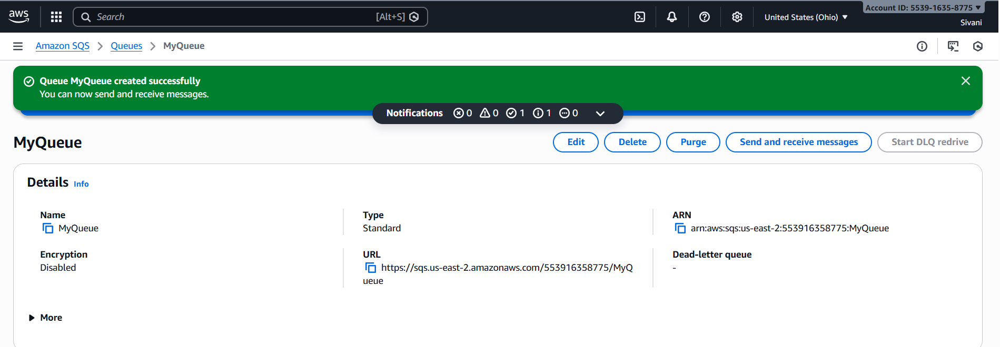 aws Search [Alt+S] United States (Ohio) Account ID: 5539-1635-8775
Sivani
Amazon SQS Queues MyQueue
Queue MyQueue created successfully
You can now send and receive messages.
Notifications 0 0 1 1 0
MyQueue Edit Delete Purge Send and receive messages Start DLQ redrive
Details Info
Name
MyQueue
Type
Standard
ARN
arn:aws:sqs:us-east-2:553916358775:MyQueue
Encryption
Disabled
URL
https://sqs.us-east-2.amazonaws.com/553916358775/MyQ
ueue
Dead-letter queue
-
More